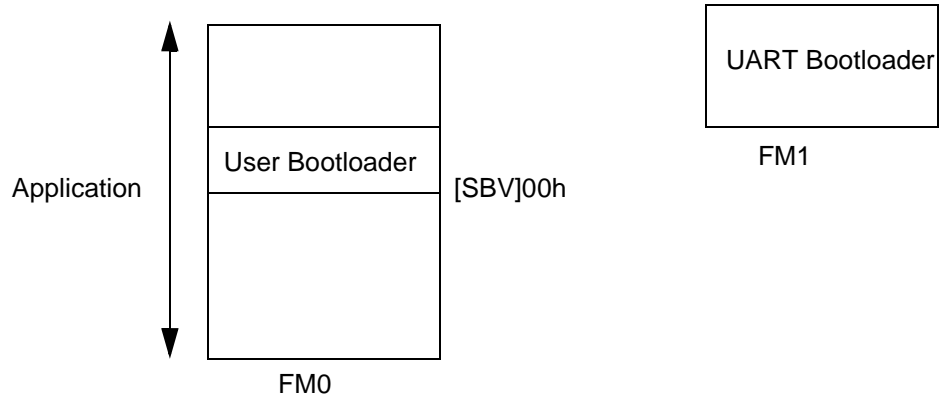 UART Bootloader
FM1
User Bootloader
Application
[SBV]00h
FM0